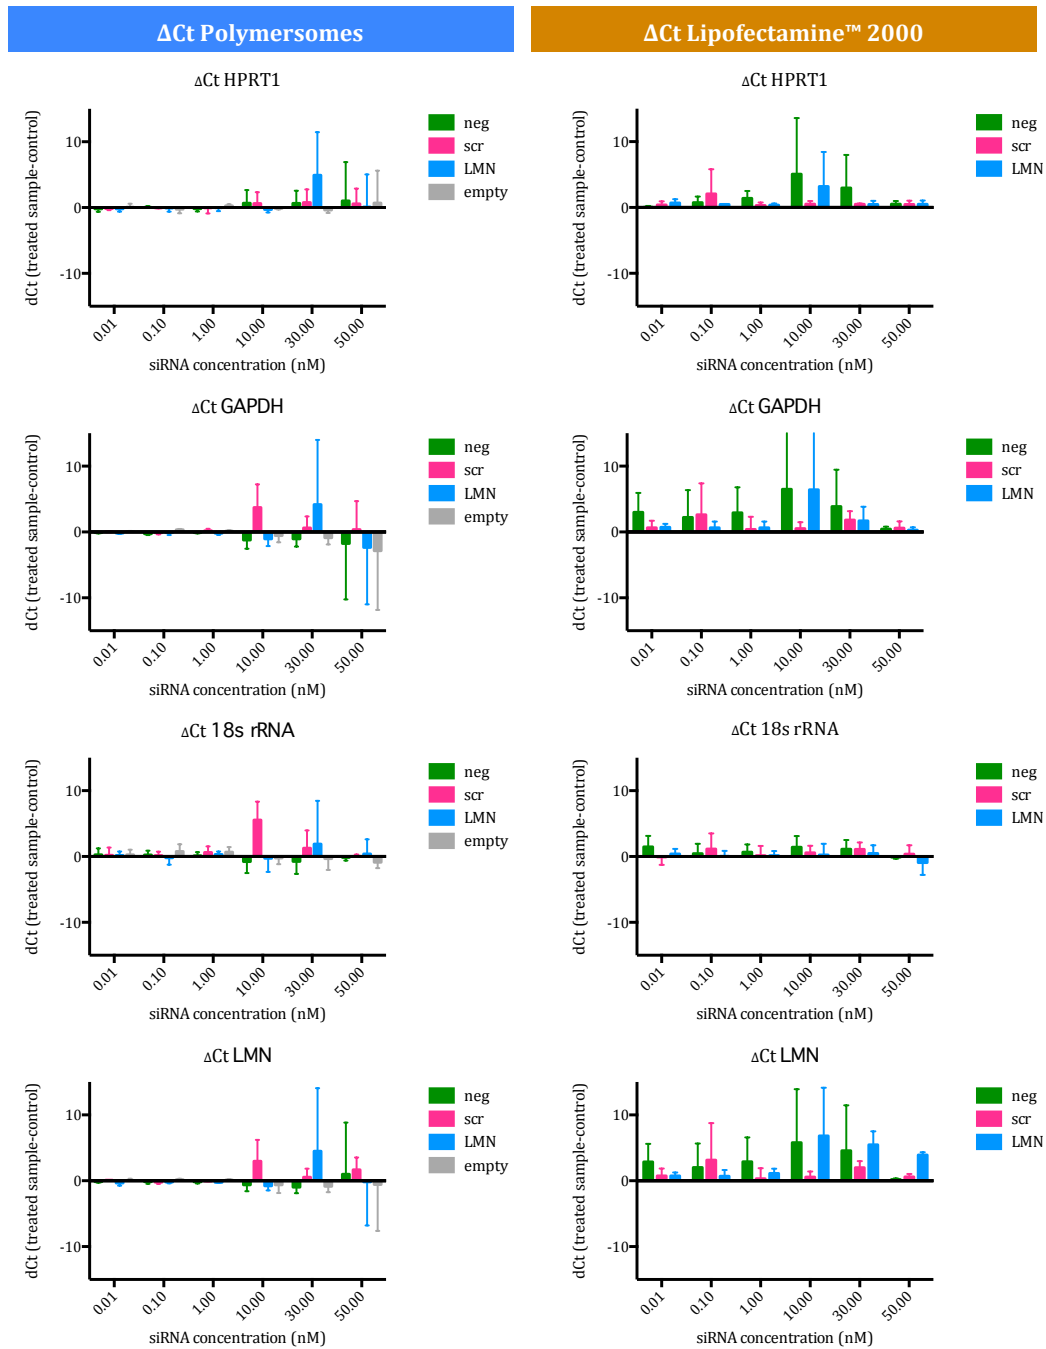 ΔCt Polymersomes
ΔCt Lipofectamine™ 2000
ΔCt HPRT1
dCt (treated sample-control)
10
0
-10
0.01
0.10
1.00
10.00
30.00
50.00
siRNA concentration (nM)
neg
scr
LMN
empty
ΔCt HPRT1
dCt (treated sample-control)
10
0
-10
0.01
0.10
1.00
10.00
30.00
50.00
siRNA concentration (nM)
neg
scr
LMN
ΔCt GAPDH
dCt (treated sample-control)
10
0
-10
0.01
0.10
1.00
10.00
30.00
50.00
siRNA concentration (nM)
neg
scr
LMN
empty
ΔCt GAPDH
dCt (treated sample-control)
10
0
-10
0.01
0.10
1.00
10.00
30.00
50.00
siRNA concentration (nM)
neg
scr
LMN
ΔCt 18s rRNA
dCt (treated sample-control)
10
0
-10
0.01
0.10
1.00
10.00
30.00
50.00
siRNA concentration (nM)
neg
scr
LMN
empty
ΔCt 18s rRNA
dCt (treated sample-control)
10
0
-10
0.01
0.10
1.00
10.00
30.00
50.00
siRNA concentration (nM)
neg
scr
LMN
ΔCt LMN
dCt (treated sample-control)
10
0
-10
0.01
0.10
1.00
10.00
30.00
50.00
siRNA concentration (nM)
neg
scr
LMN
empty
ΔCt LMN
dCt (treated sample-control)
10
0
-10
0.01
0.10
1.00
10.00
30.00
50.00
siRNA concentration (nM)
neg
scr
LMN